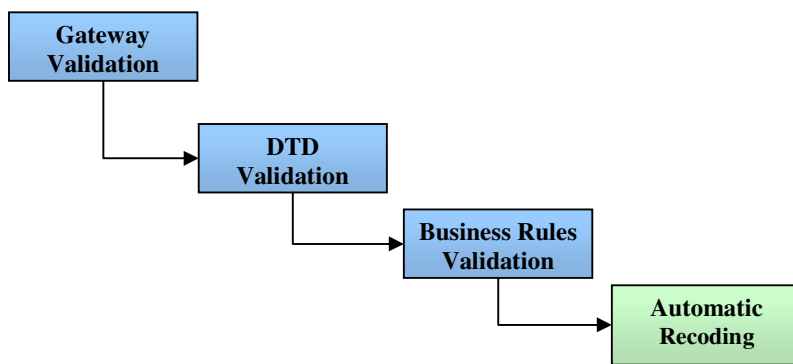 Gateway
Validation
DTD
Validation
Business Rules
Validation
Automatic
Recoding